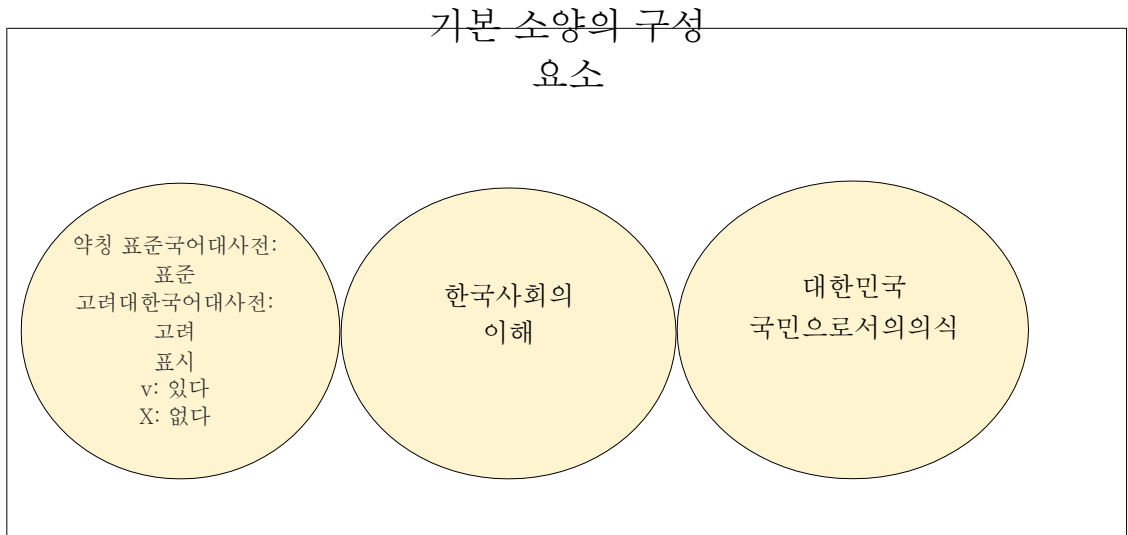 기본 소양의 구성
요소
약칭 표준국어대사전:
표준
고려대한국어대사전:
고려
표시
v: 있다
X: 없다
한국사회의
이해
대한민국
국민으로서의의식